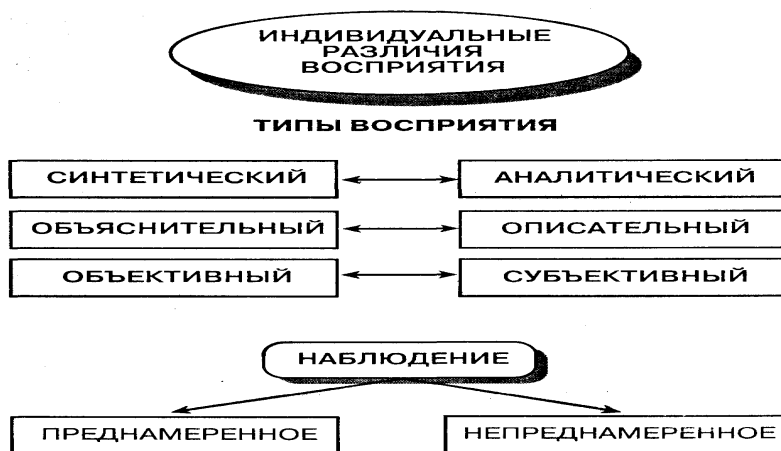 ИНДИВИДУАЛЬНЫЕ
РАЗЛИЧИЯ
ВОСПРИЯТИЯ
ТИПЫ ВОСПРИЯТИЯ
СИНТЕТИЧЕСКИЙ
АНАЛИТИЧЕСКИЙ
ОБЪЯСНИТЕЛЬНЫЙ
ОПИСАТЕЛЬНЫЙ
ОБЪЕКТИВНЫЙ
СУБЪЕКТИВНЫЙ
НАБЛЮДЕНИЕ
ПРЕДНАМЕРЕННОЕ
НЕПРЕДНАМЕРЕННОЕ